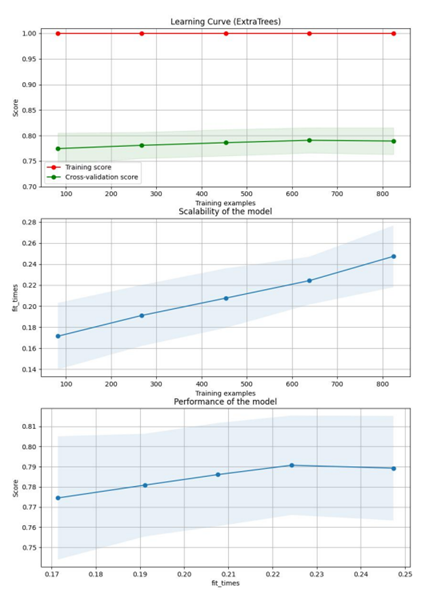 Learning Curve (ExtraTrees)
1.00
0.95
0.90
0.85
0.80
0.75
0.70
Score
Training score
Cross-validation score
100 200 300 400 500 600 700 800
Training examples
Scalability of the model
0.28
0.26
0.24
0.22
0.20
0.18
0.16
0.14
fit_times
100 200 300 400 500 600 700 800
Training examples
Performance of the model
0.81
0.80
0.79
0.78
0.77
0.76
0.75
Score
0.17 0.18 0.19 0.20 0.21 0.22 0.23 0.24 0.25
fit_times